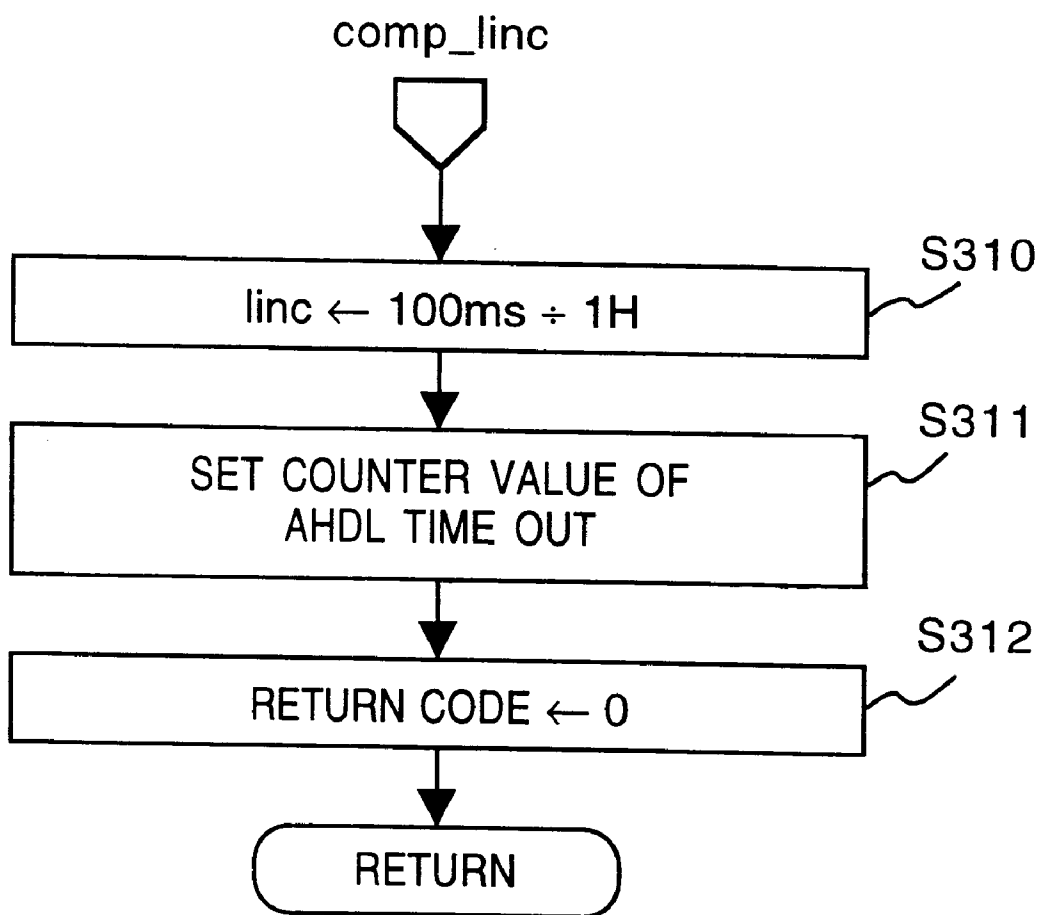 comp_linc
S310
linc ← 100ms ÷ 1H
S311
SET COUNTER VALUE OF
AHDL TIME OUT
S312
RETURN CODE ← 0
RETURN